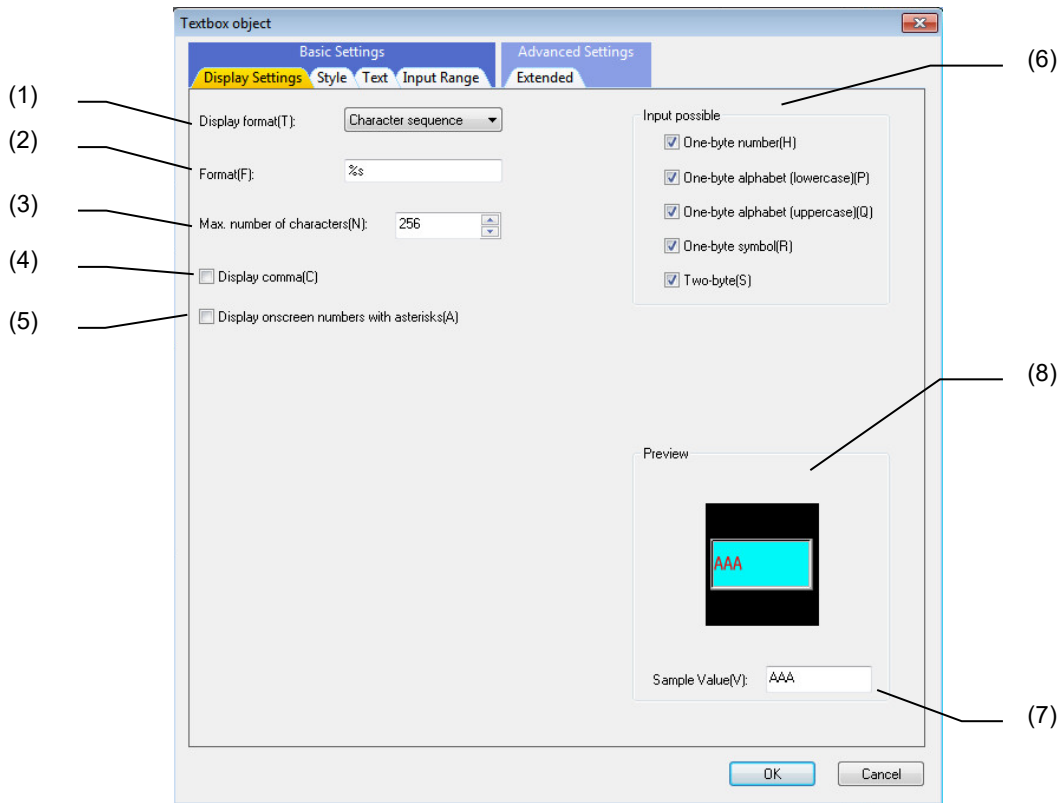 Textbox object
Basic Settings Advanced Settings
Display Settings Style Text Input Range Extended
(1)
Display format(T): Character sequence
(2)
Format(F): %s
(3)
Max. number of characters(N): 256
(4)
Display comma(C)
(5)
Display onscreen numbers with asterisks(A)
(6)
Input possible
One-byte number(H)
One-byte alphabet (lowercase)(P)
One-byte alphabet (uppercase)(Q)
One-byte symbol(R)
Two-byte(S)
(8)
Preview
AAA
Sample Value(V): AAA
(7)
OK Cancel